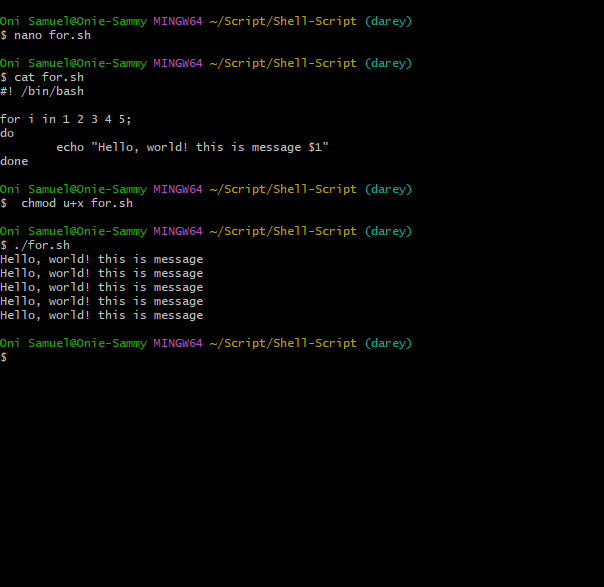 Oni Samuel@Onie-Sammy MINGW64 ~/Script/Shell-Script (darey)
$ nano for.sh
Oni Samuel@Onie-Sammy MINGW64 ~/Script/Shell-Script (darey)
$ cat for.sh
#! /bin/bash
for i in 1 2 3 4 5;
do
echo "Hello, world! this is message $1"
done
Oni Samuel@Onie-Sammy MINGW64 ~/Script/Shell-Script (darey)
$  chmod u+x for.sh
Oni Samuel@Onie-Sammy MINGW64 ~/Script/Shell-Script (darey)
$ ./for.sh
Hello, world! this is message
Hello, world! this is message
Hello, world! this is message
Hello, world! this is message
Hello, world! this is message
Oni Samuel@Onie-Sammy MINGW64 ~/Script/Shell-Script (darey)
$